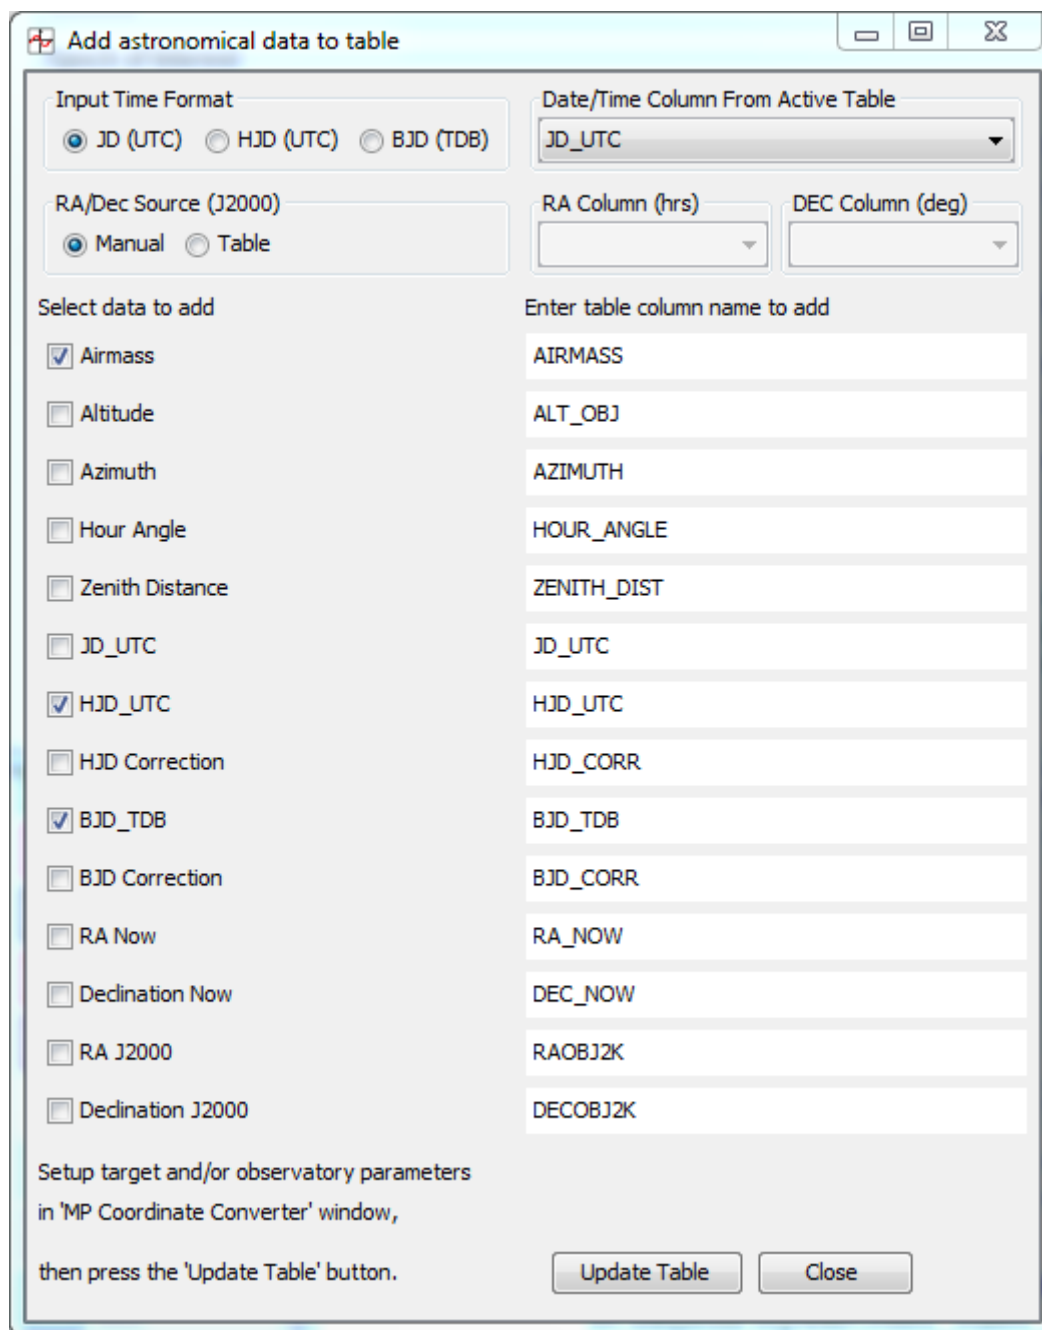 Add astronomical data to table
Input Time Format
JD (UTC) HJD (UTC) BJD (TDB)
Date/Time Column From Active Table
JD_UTC
RA/Dec Source (J2000)
Manual Table
RA Column (hrs)
DEC Column (deg)
Select data to add Enter table column name to add
Airmass AIRMASS
Altitude ALT_OBJ
Azimuth AZIMUTH
Hour Angle HOUR_ANGLE
Zenith Distance ZENITH_DIST
JD_UTC JD_UTC
HJD_UTC HJD_UTC
HJD Correction HJD_CORR
BJD_TDB BJD_TDB
BJD Correction BJD_CORR
RA Now RA_NOW
Declination Now DEC_NOW
RA J2000 RAOBJ2K
Declination J2000 DECOBJ2K
Setup target and/or observatory parameters
in 'MP Coordinate Converter' window,
then press the 'Update Table' button. Update Table Close